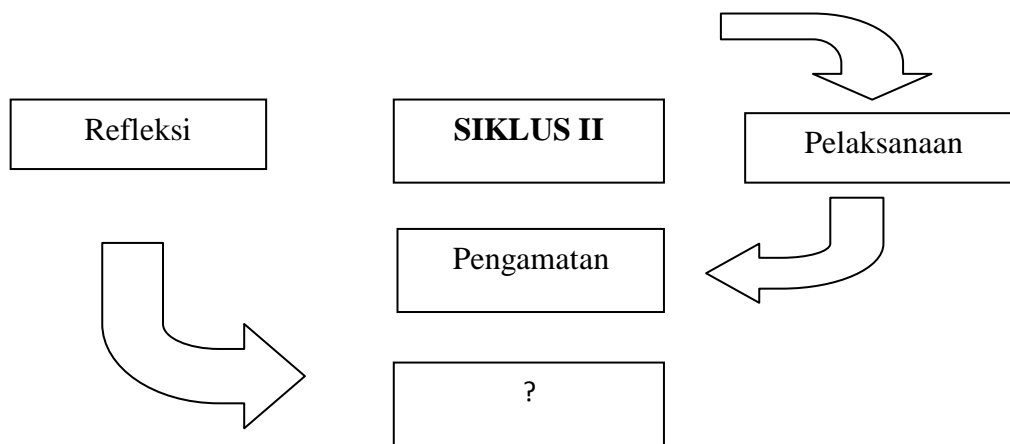 Refleksi
SIKLUS II
Pelaksanaan
Pengamatan
?